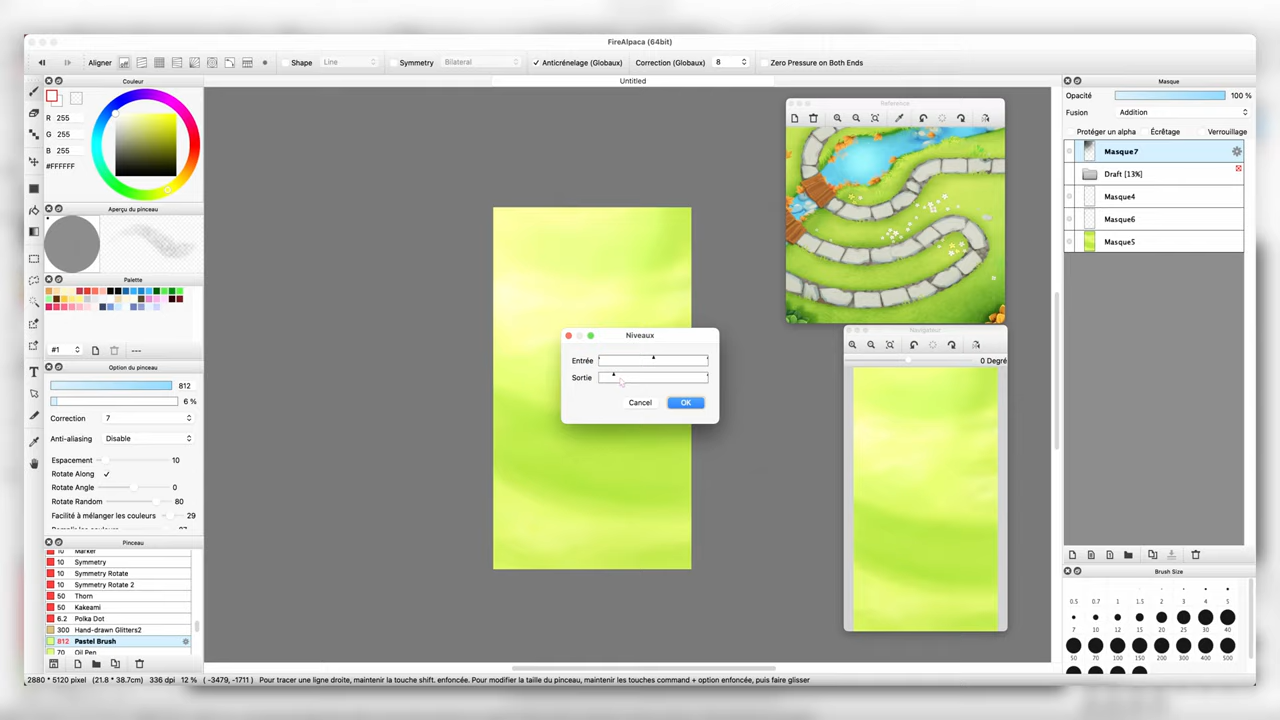 FireAlpaca (64bit)
Aligner Shape Line Symmetry Bilateral Anticrénelage (Globaux) Correction (Globaux) 8 Zero Pressure on Both Ends
Couleur
Untitled
Masque
R 255
G 255
B 255
#FFFFFF
Opacité 100 %
Fusion Addition
Protéger un alpha Écrêtage Verrouillage
Masque7
Draft [13%]
Masque4
Masque6
Masque5
Reference
Aperçu du pinceau
Palette
#1
Option du pinceau
812
6 %
Correction 7
Anti-aliasing Disable
Espacement 10
Rotate Along
Rotate Angle 0
Rotate Random 80
Facilité à mélanger les couleurs 29
Niveaux
Entrée
Sortie
Cancel OK
Navigateur
0 Degré
Pinceau
10 Marker
10 Symmetry
10 Symmetry Rotate
10 Symmetry Rotate 2
50 Thorn
50 Kakeami
6.2 Polka Dot
300 Hand-drawn Glitters2
812 Pastel Brush
70 Oil Pen
Brush Size
0.5 0.7 1 1.5 2 3 4 5
7 10 12 15 20 25 30 40
50 70 100 150 200 300 400 500
2880 * 5120 pixel (21.8 * 38.7cm) 336 dpi 12 % ( -3479, -1711) Pour tracer une ligne droite, maintenir la touche shift. enfoncée. Pour modifier la taille du pinceau, maintenir les touches command + option enfoncée, puis faire glisser